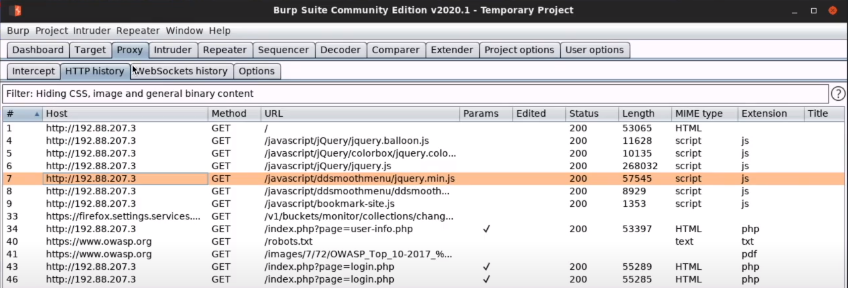 Burp Suite Community Edition v2020.1 - Temporary Project
Burp Project Intruder Repeater Window Help
Dashboard Target Proxy Intruder Repeater Sequencer Decoder Comparer Extender Project options User options
Intercept HTTP history WebSockets history Options
Filter: Hiding CSS, image and general binary content ?
# Host Method URL Params Edited Status Length MIME type Extension Title
1 http://192.88.207.3 GET / 200 53065 HTML
4 http://192.88.207.3 GET /javascript/jQuery/jquery.balloon.js 200 11628 script js
5 http://192.88.207.3 GET /javascript/jQuery/colorbox/jquery.colo... 200 10135 script js
6 http://192.88.207.3 GET /javascript/jQuery/jquery.js 200 268032 script js
7 http://192.88.207.3 GET /javascript/ddsmoothmenu/jquery.min.js 200 57545 script js
8 http://192.88.207.3 GET /javascript/ddsmoothmenu/ddsmooth... 200 8929 script js
9 http://192.88.207.3 GET /javascript/bookmark-site.js 200 1353 script js
33 https://firefox.settings.services.... GET /v1/buckets/monitor/collections/chang...
34 http://192.88.207.3 GET /index.php?page=user-info.php ✓ 200 53397 HTML php
40 https://www.owasp.org GET /robots.txt text txt
41 https://www.owasp.org GET /images/7/72/OWASP_Top_10-2017_%... pdf
43 http://192.88.207.3 GET /index.php?page=login.php ✓ 200 55289 HTML php
46 http://192.88.207.3 GET /index.php?page=login.php ✓ 200 55285 HTML php